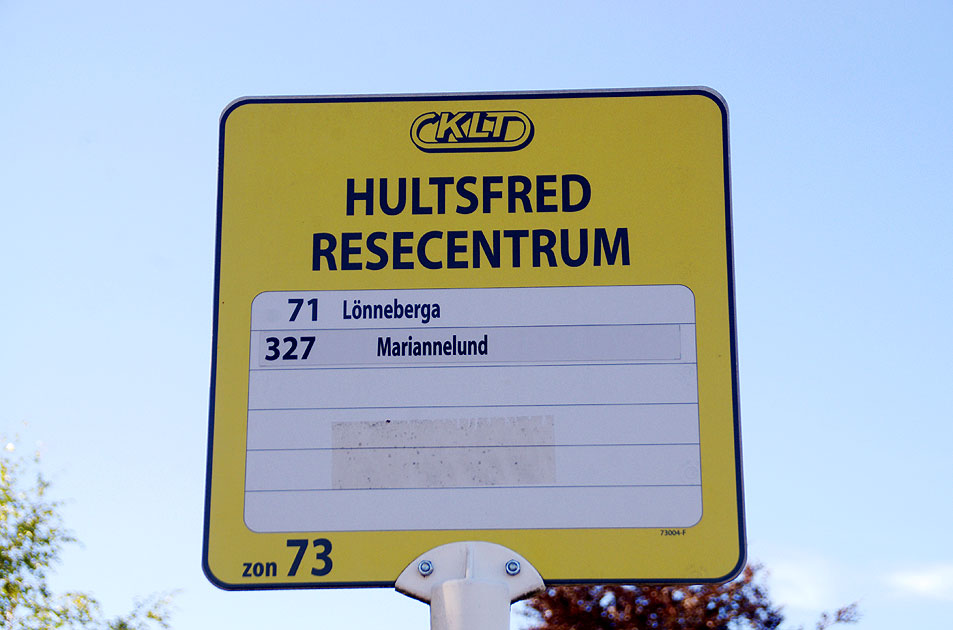 KLT
HULTSFRED
RESECENTRUM
71 Lönneberga
327 Mariannelund
73004-F
zon 73